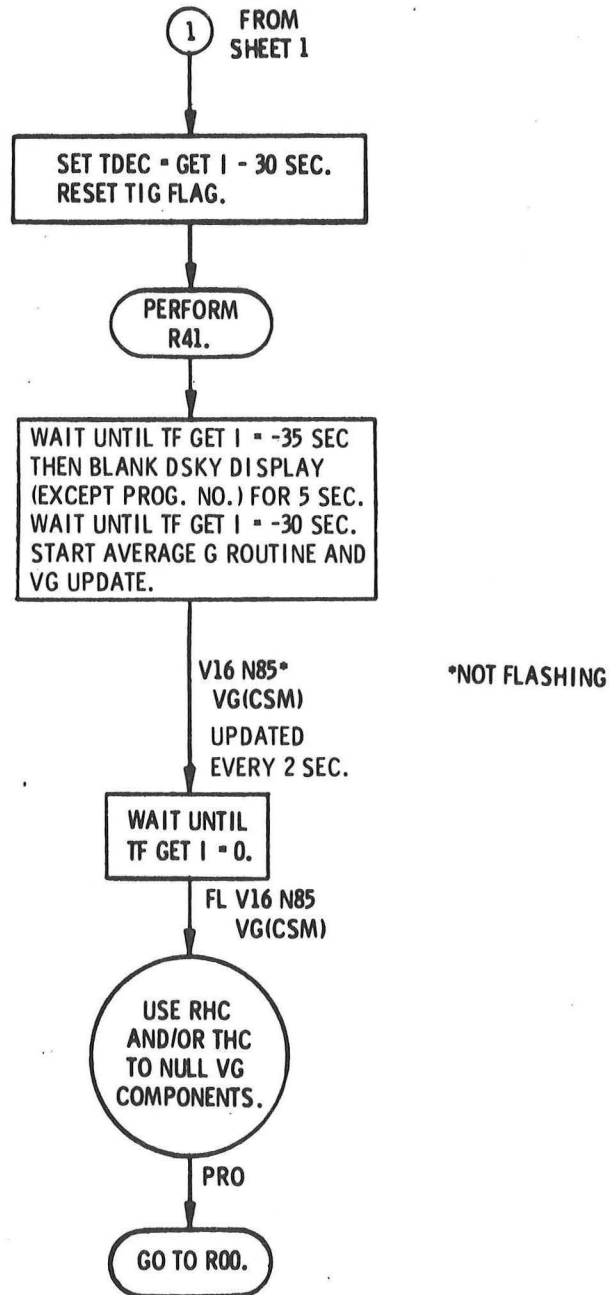 1
FROM
SHEET 1
SET TDEC = GET I - 30 SEC.
RESET TIG FLAG.
PERFORM
R41.
WAIT UNTIL TF GET I = -35 SEC
THEN BLANK DSKY DISPLAY
(EXCEPT PROG. NO.) FOR 5 SEC.
WAIT UNTIL TF GET I = -30 SEC.
START AVERAGE G ROUTINE AND
VG UPDATE.
V16 N85*
VG(CSM)
UPDATED
EVERY 2 SEC.
*NOT FLASHING
WAIT UNTIL
TF GET I = 0.
FL V16 N85
VG(CSM)
USE RHC
AND/OR THC
TO NULL VG
COMPONENTS.
PRO
GO TO R00.